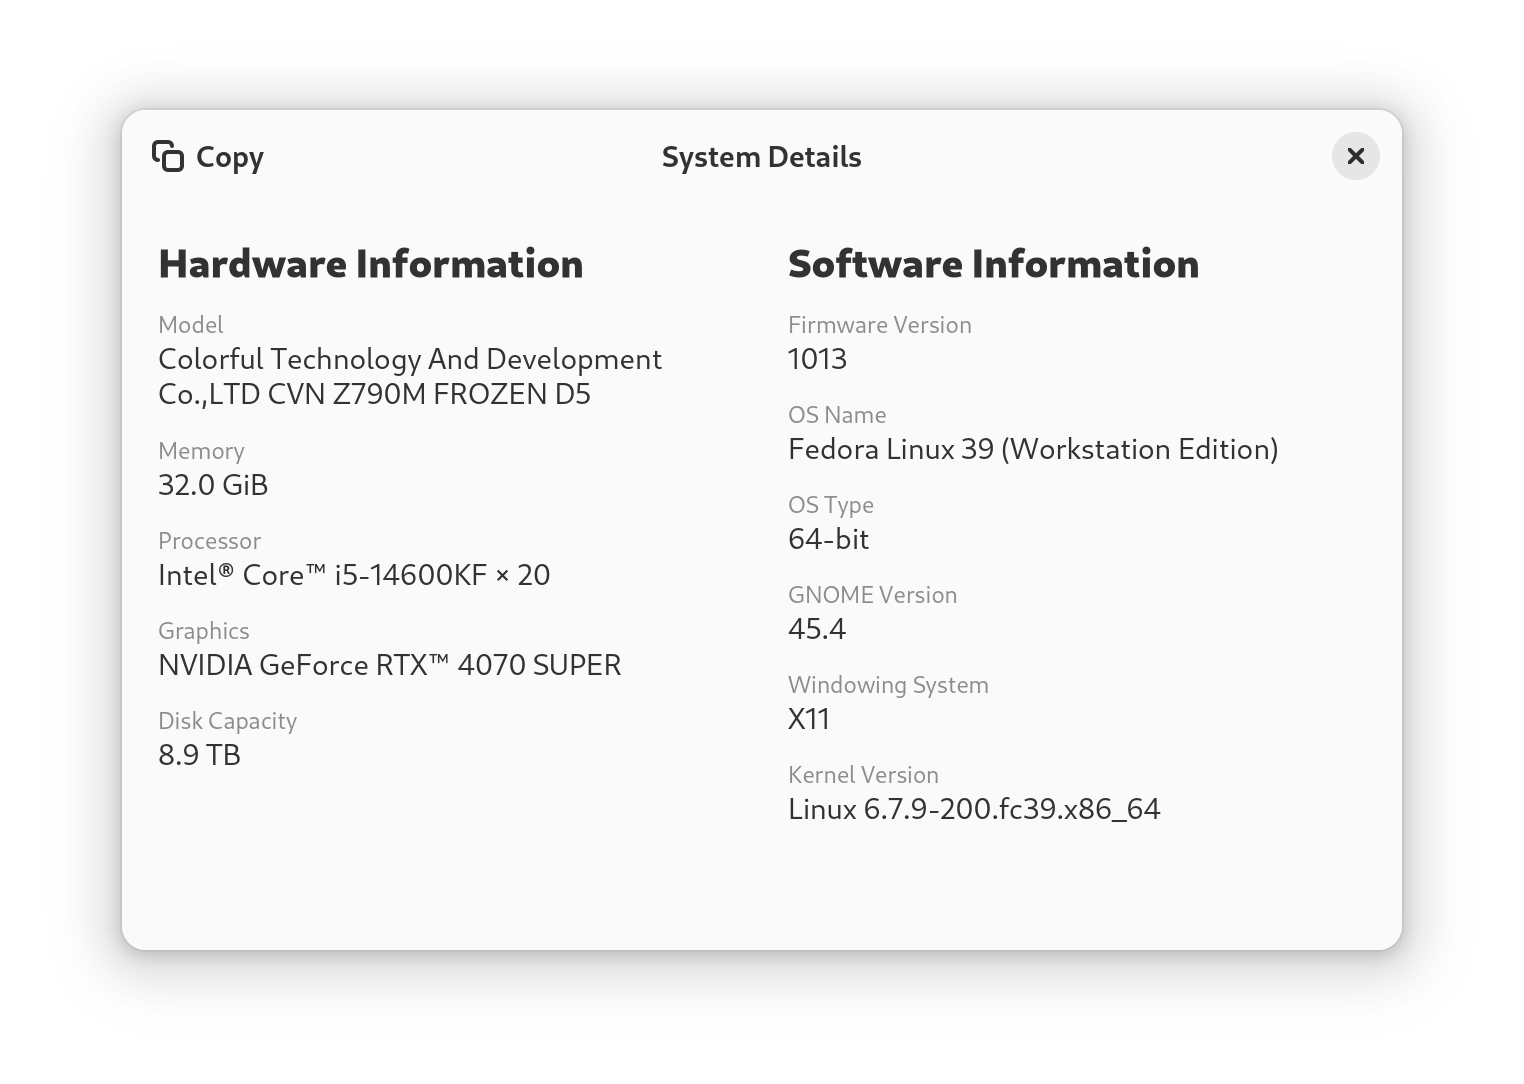 Copy
System Details
Hardware Information
Model
Colorful Technology And Development
Co.,LTD CVN Z790M FROZEN D5
Memory
32.0 GiB
Processor
Intel® Core™ i5-14600KF × 20
Graphics
NVIDIA GeForce RTX™ 4070 SUPER
Disk Capacity
8.9 TB
Software Information
Firmware Version
1013
OS Name
Fedora Linux 39 (Workstation Edition)
OS Type
64-bit
GNOME Version
45.4
Windowing System
X11
Kernel Version
Linux 6.7.9-200.fc39.x86_64